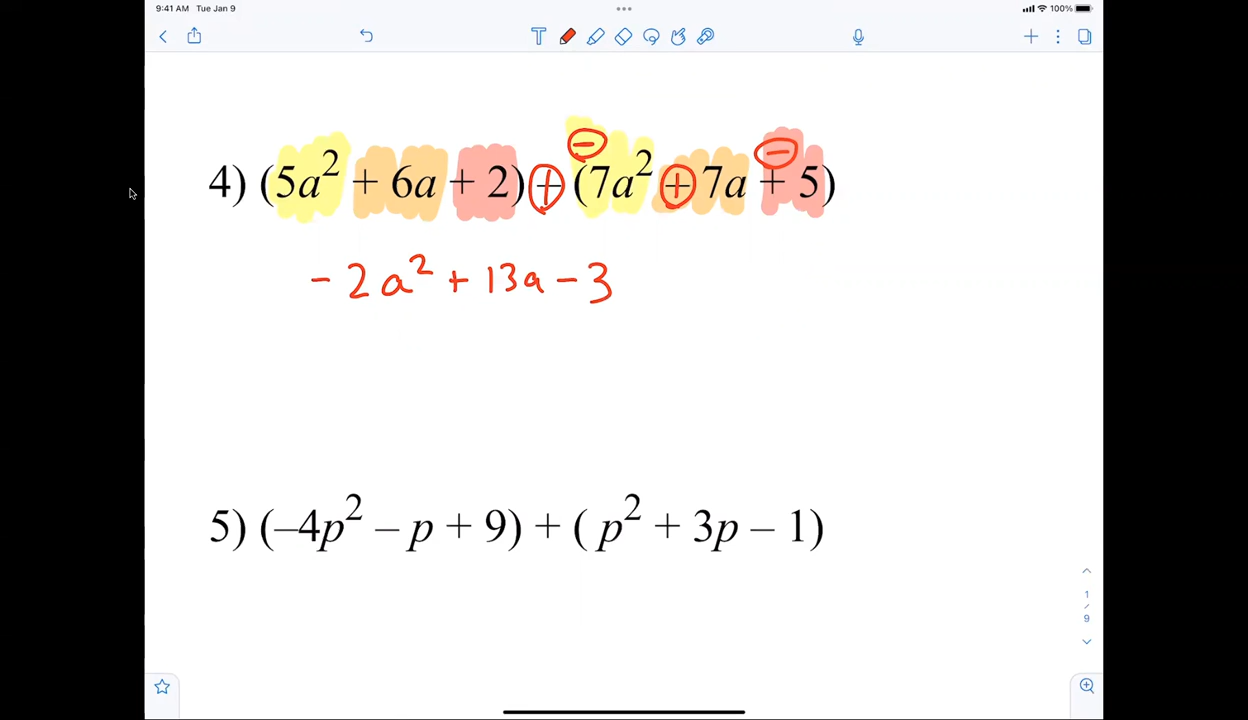 9:41 AM Tue Jan 9
100%
4) (5a² + 6a + 2) + (− 7a² + 7a − + 5)
− 2a² + 13a − 3
5) (–4p² – p + 9) + ( p² + 3p – 1)
1
/
9